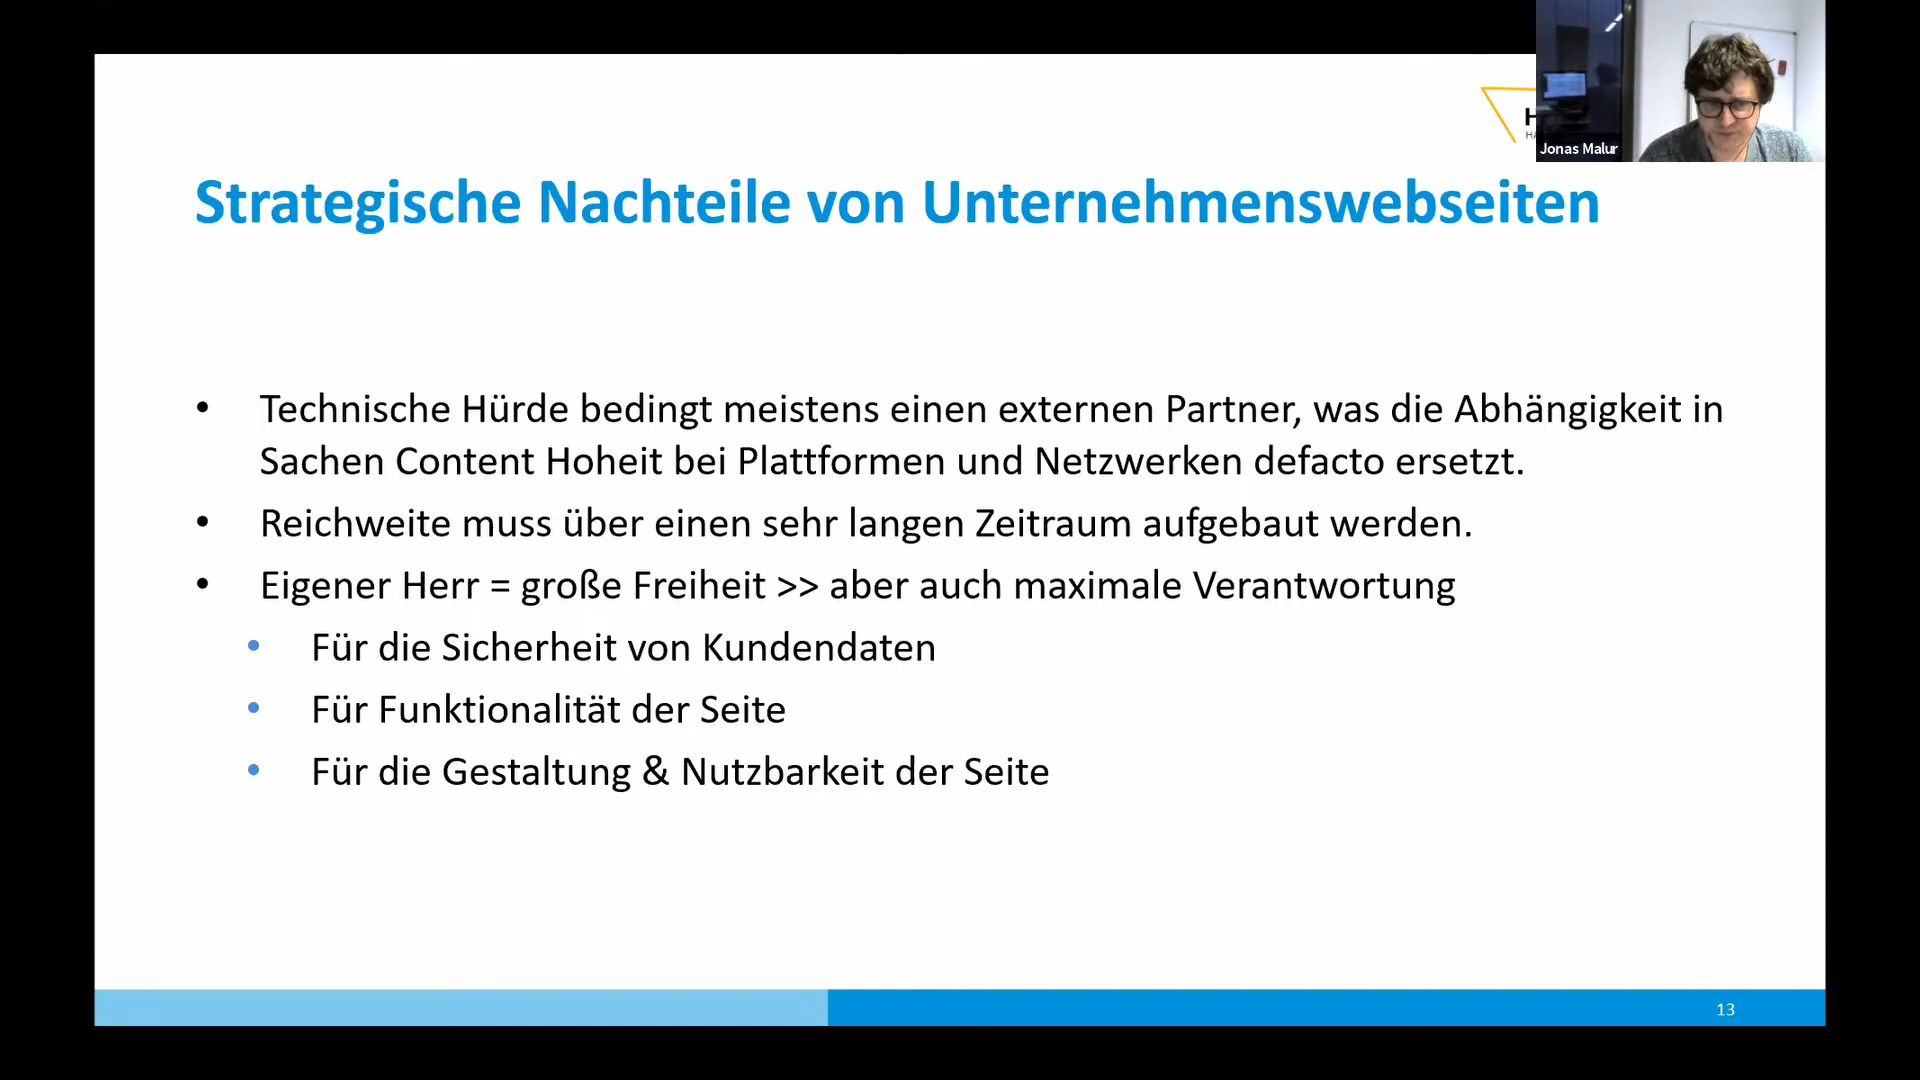 Jonas Malur
Strategische Nachteile von Unternehmenswebseiten
• Technische Hürde bedingt meistens einen externen Partner, was die Abhängigkeit in
Sachen Content Hoheit bei Plattformen und Netzwerken defacto ersetzt.
• Reichweite muss über einen sehr langen Zeitraum aufgebaut werden.
• Eigener Herr = große Freiheit >> aber auch maximale Verantwortung
• Für die Sicherheit von Kundendaten
• Für Funktionalität der Seite
• Für die Gestaltung & Nutzbarkeit der Seite
13